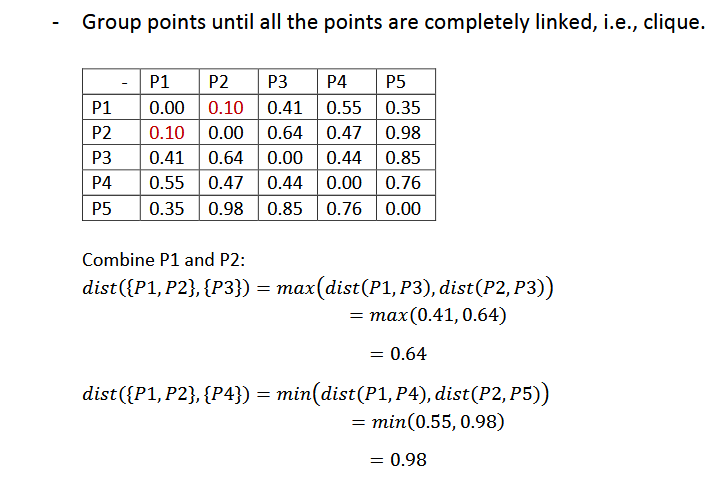 - Group points until all the points are completely linked, i.e., clique.
- P1 P2 P3 P4 P5
P1 0.00 0.10 0.41 0.55 0.35
P2 0.10 0.00 0.64 0.47 0.98
P3 0.41 0.64 0.00 0.44 0.85
P4 0.55 0.47 0.44 0.00 0.76
P5 0.35 0.98 0.85 0.76 0.00
Combine P1 and P2:
dist({P1, P2}, {P3}) = max(dist(P1, P3), dist(P2, P3))
= max(0.41, 0.64)
= 0.64
dist({P1, P2}, {P4}) = min(dist(P1, P4), dist(P2, P5))
= min(0.55, 0.98)
= 0.98